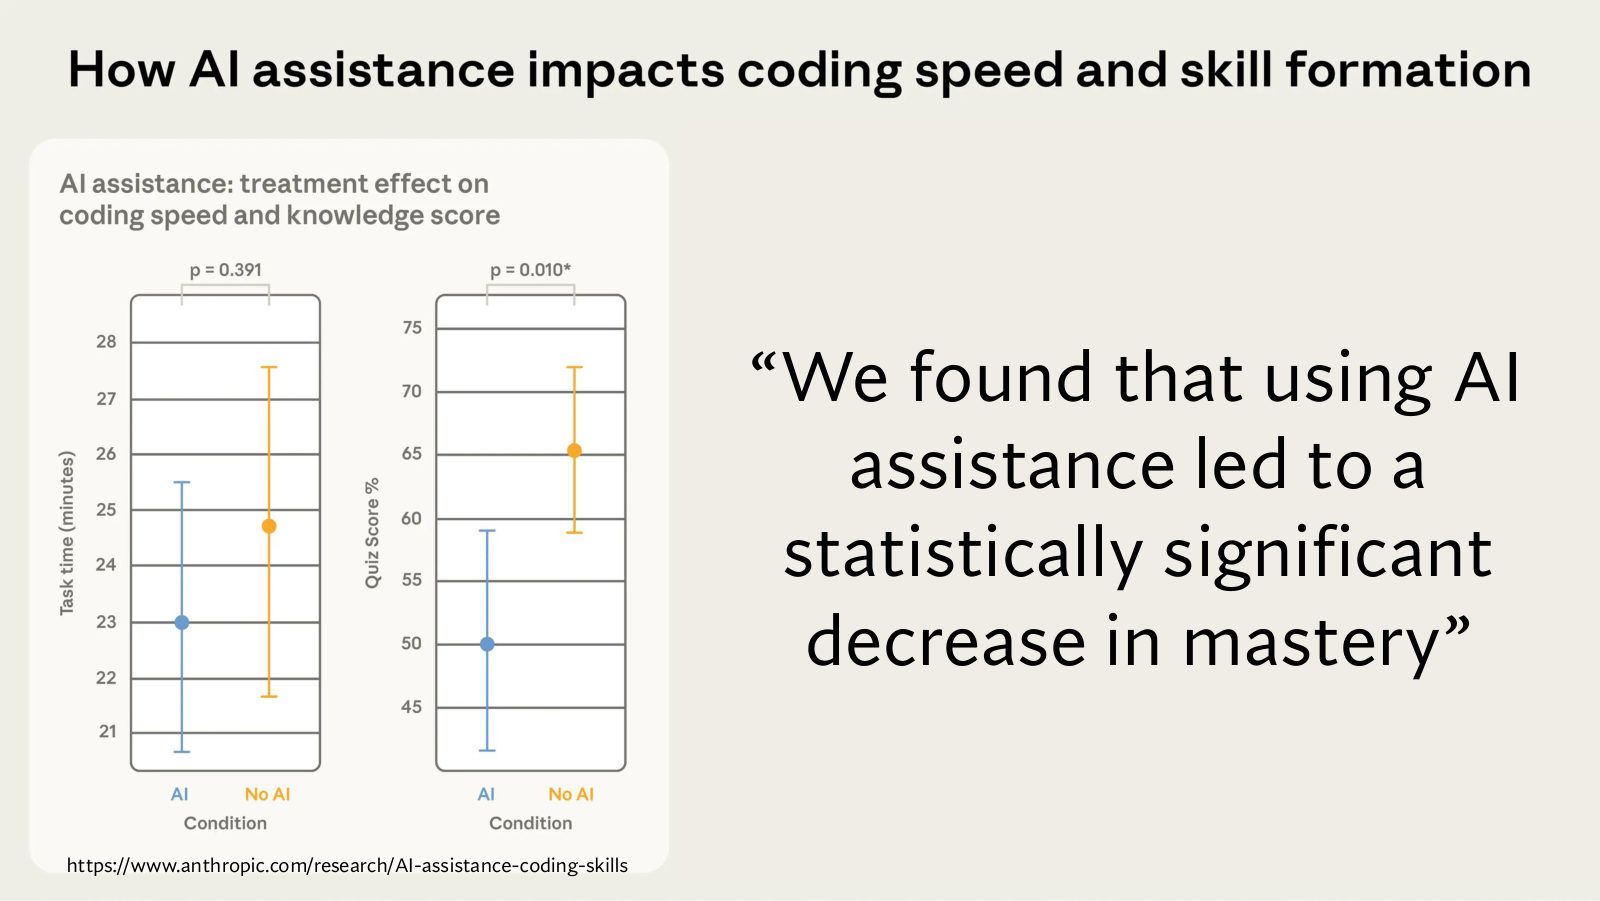 How AI assistance impacts coding speed and skill formation
AI assistance: treatment effect on
coding speed and knowledge score
p = 0.391
28
27
26
25
24
23
22
21
Task time (minutes)
AI
No AI
Condition
p = 0.010*
75
70
65
60
55
50
45
Quiz Score %
AI
No AI
Condition
https://www.anthropic.com/research/AI-assistance-coding-skills
“We found that using AI
assistance led to a
statistically significant
decrease in mastery”